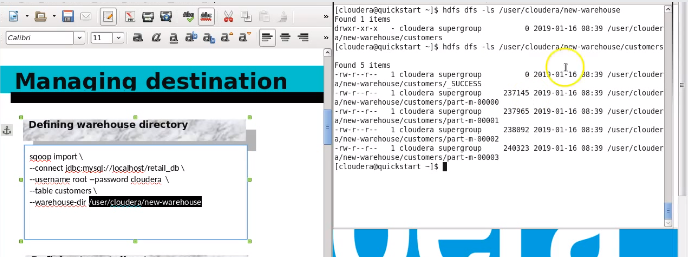 Calibri
11
Managing destination
Defining warehouse directory
sqoop import \
--connect jdbc:mysql://localhost/retail_db \
--username root --password cloudera \
--table customers \
--warehouse-dir /user/cloudera/new-warehouse
[cloudera@quickstart ~]$ hdfs dfs -ls /user/cloudera/new-warehouse
Found 1 items
drwxr-xr-x - cloudera supergroup 0 2019-01-16 08:39 /user/clouder
a/new-warehouse/customers
[cloudera@quickstart ~]$ hdfs dfs -ls /user/cloudera/new-warehouse/customers
Found 5 items
-rw-r--r-- 1 cloudera supergroup 0 2019-01-16 08:39 /user/clouder
a/new-warehouse/customers/_SUCCESS
-rw-r--r-- 1 cloudera supergroup 237145 2019-01-16 08:39 /user/clouder
a/new-warehouse/customers/part-m-00000
-rw-r--r-- 1 cloudera supergroup 237965 2019-01-16 08:39 /user/clouder
a/new-warehouse/customers/part-m-00001
-rw-r--r-- 1 cloudera supergroup 238092 2019-01-16 08:39 /user/clouder
a/new-warehouse/customers/part-m-00002
-rw-r--r-- 1 cloudera supergroup 240323 2019-01-16 08:39 /user/clouder
a/new-warehouse/customers/part-m-00003
[cloudera@quickstart ~]$